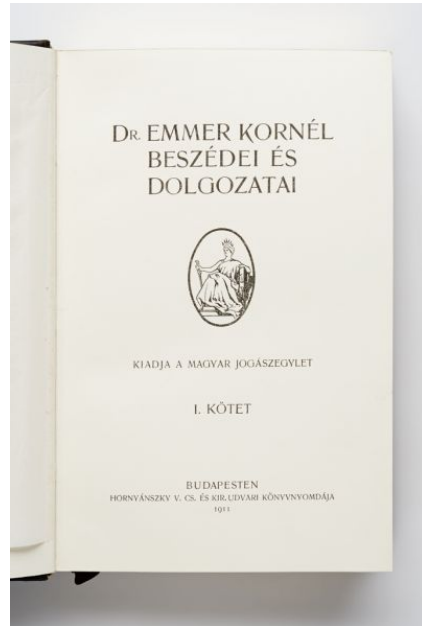 DR. EMMER KORNÉL
BESZÉDEI ÉS
DOLGOZATAI
KIADJA A MAGYAR JOGÁSZEGYLET
I. KÖTET
BUDAPESTEN
HORNYÁNSZKY V. CS. ÉS KIR. UDVARI KÖNYVNYOMDÁJA
1911